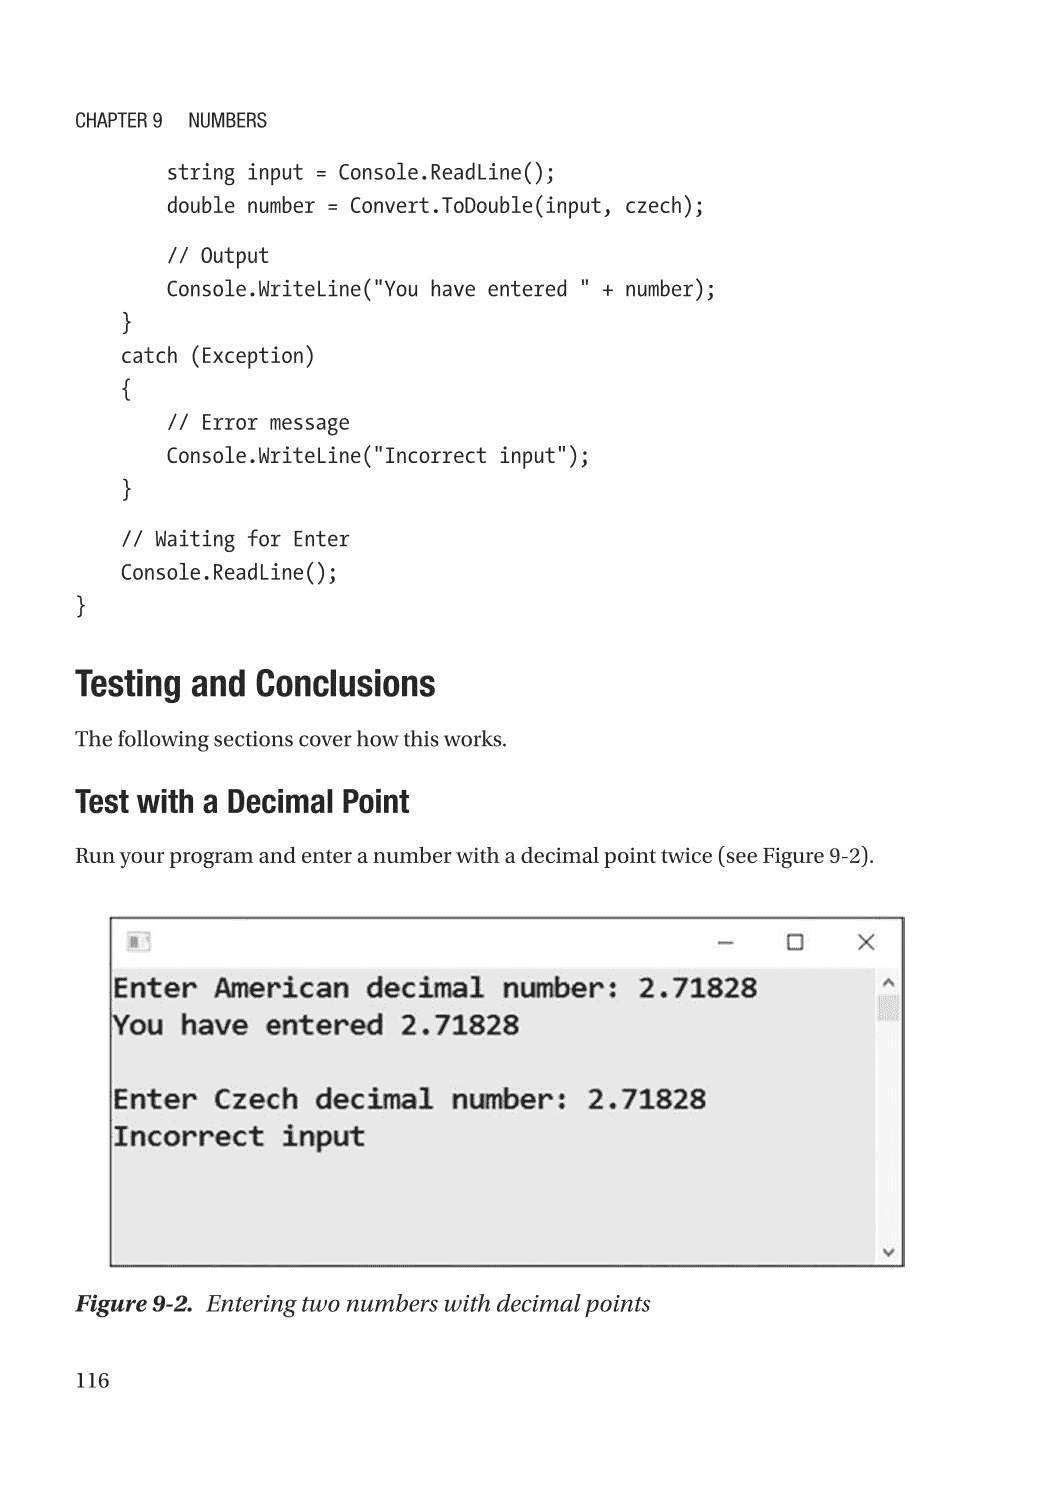 CHAPTER 9 NUMBERS
string input = Console.ReadLine();
double number = Convert.ToDouble(input, czech);
// Output
Console.WriteLine("You have entered " + number);
}
catch (Exception)
{
// Error message
Console.WriteLine("Incorrect input");
}
// Waiting for Enter
Console.ReadLine();
}
Testing and Conclusions
The following sections cover how this works.
Test with a Decimal Point
Run your program and enter a number with a decimal point twice (see Figure 9-2).
Enter American decimal number: 2.71828
You have entered 2.71828
Enter Czech decimal number: 2.71828
Incorrect input
Figure 9-2. Entering two numbers with decimal points
116